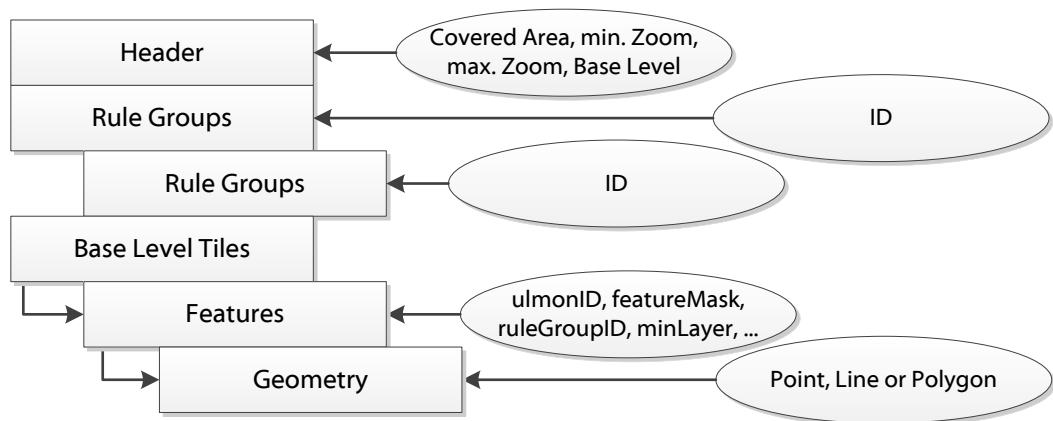 Header
Covered Area, min. Zoom,
max. Zoom, Base Level
Rule Groups
ID
Rule Groups
ID
Base Level Tiles
Features
ulmonID, featureMask,
ruleGroupID, minLayer, ...
Geometry
Point, Line or Polygon